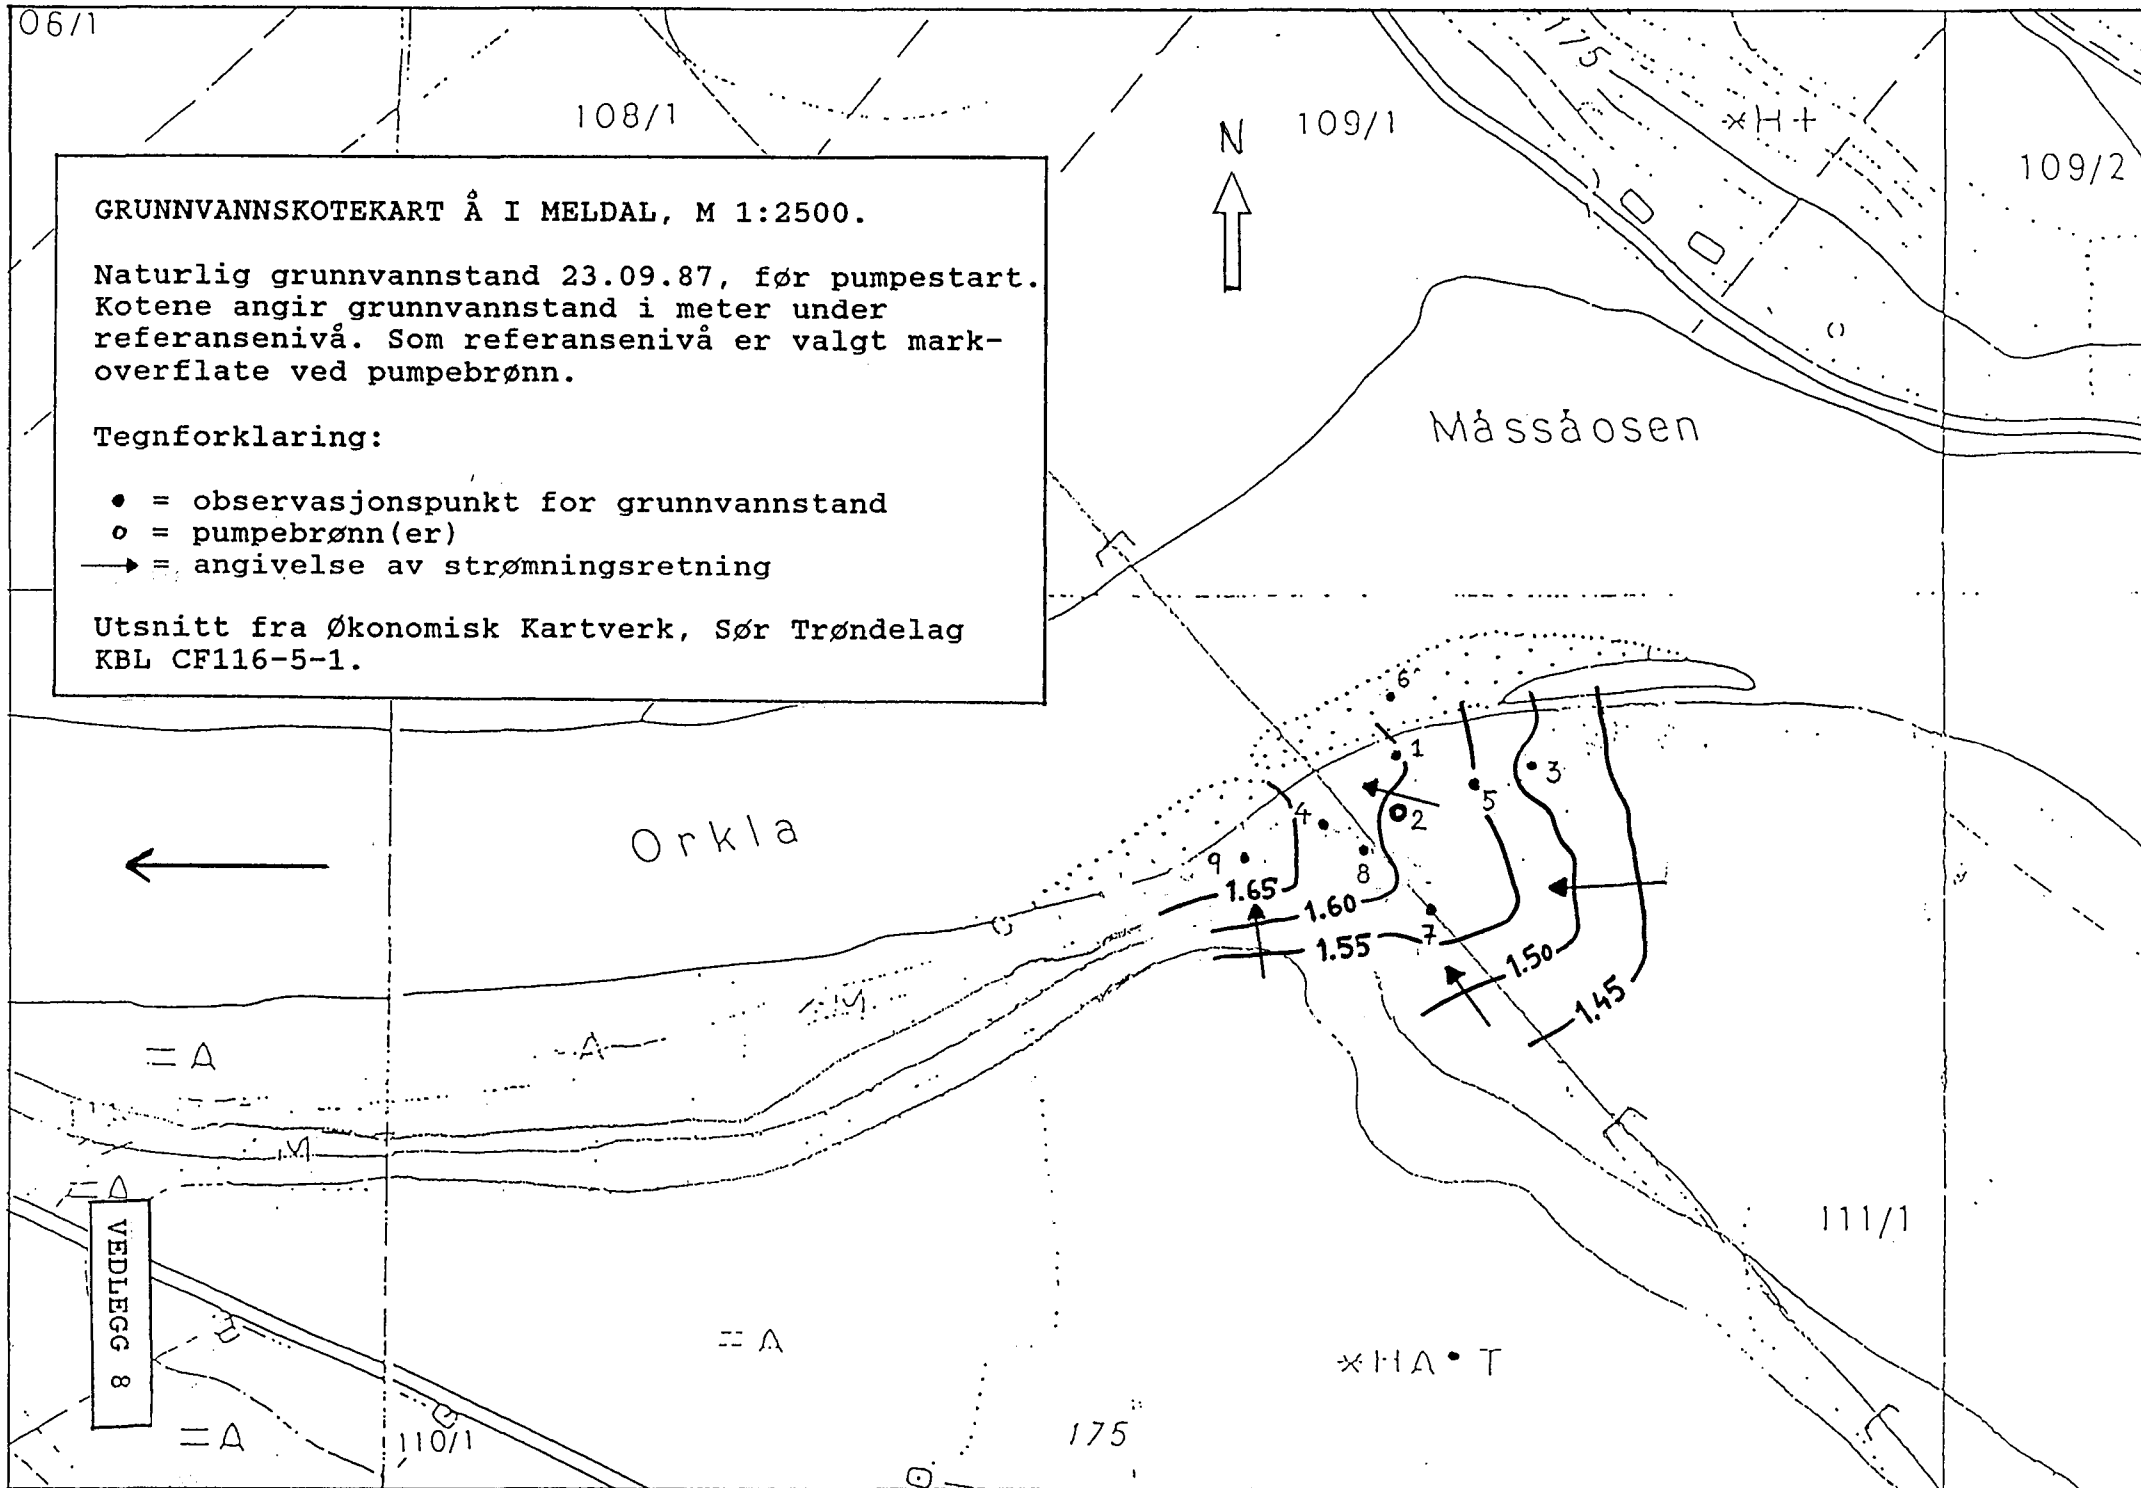 06/1
108/1
N
109/1
175
*H+
109/2
GRUNNVANNSKOTEKART Å I MELDAL, M 1:2500.
Naturlig grunnvannstand 23.09.87, før pumpestart.
Kotene angir grunnvannstand i meter under
referansenivå. Som referansenivå er valgt mark-
overflate ved pumpebrønn.
Tegnforklaring:
• = observasjonspunkt for grunnvannstand
o = pumpebrønn(er)
→ = angivelse av strømningsretning
Utsnitt fra Økonomisk Kartverk, Sør Trøndelag
KBL CF116-5-1.
Måssåosen
6
1
3
5
4
2
9
8
7
Orkla
1.65
1.60
1.55
1.50
1.45
=A
A
M
M
=A
111/1
VEDLEGG 8
=A
*HA•T
=A
110/1
175